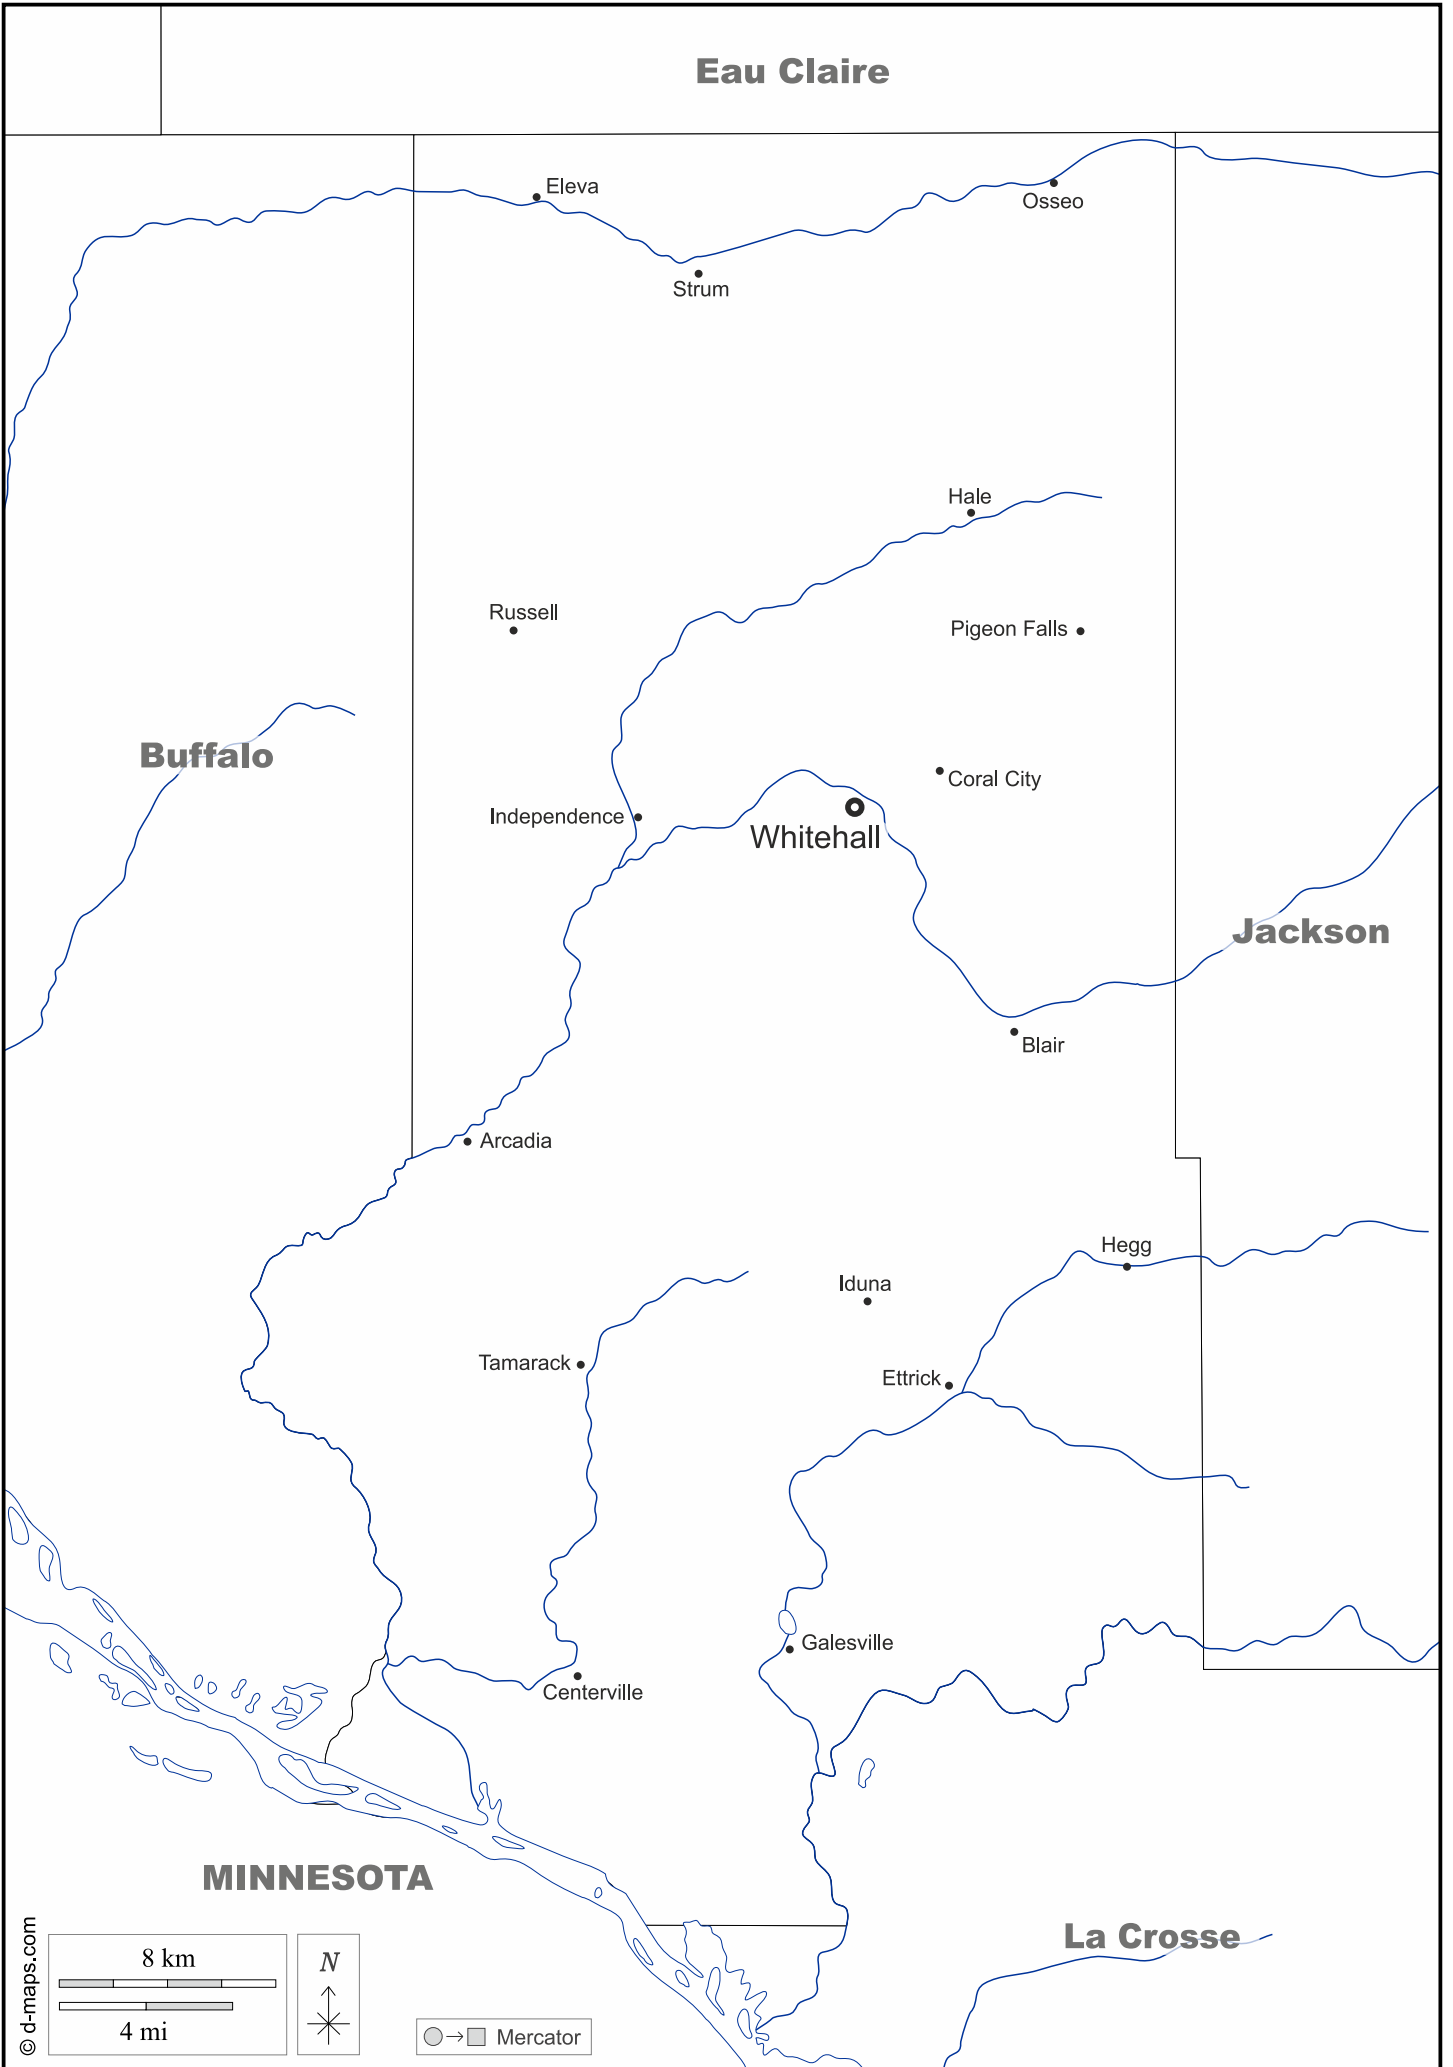 Eau Claire
Eleva
Osseo
Strum
Hale
Russell
Pigeon Falls
Buffalo
Coral City
Independence
Whitehall
Jackson
Blair
Arcadia
Hegg
Iduna
Tamarack
Ettrick
Galesville
Centerville
MINNESOTA
La Crosse
© d-maps.com
8 km
4 mi
N
Mercator